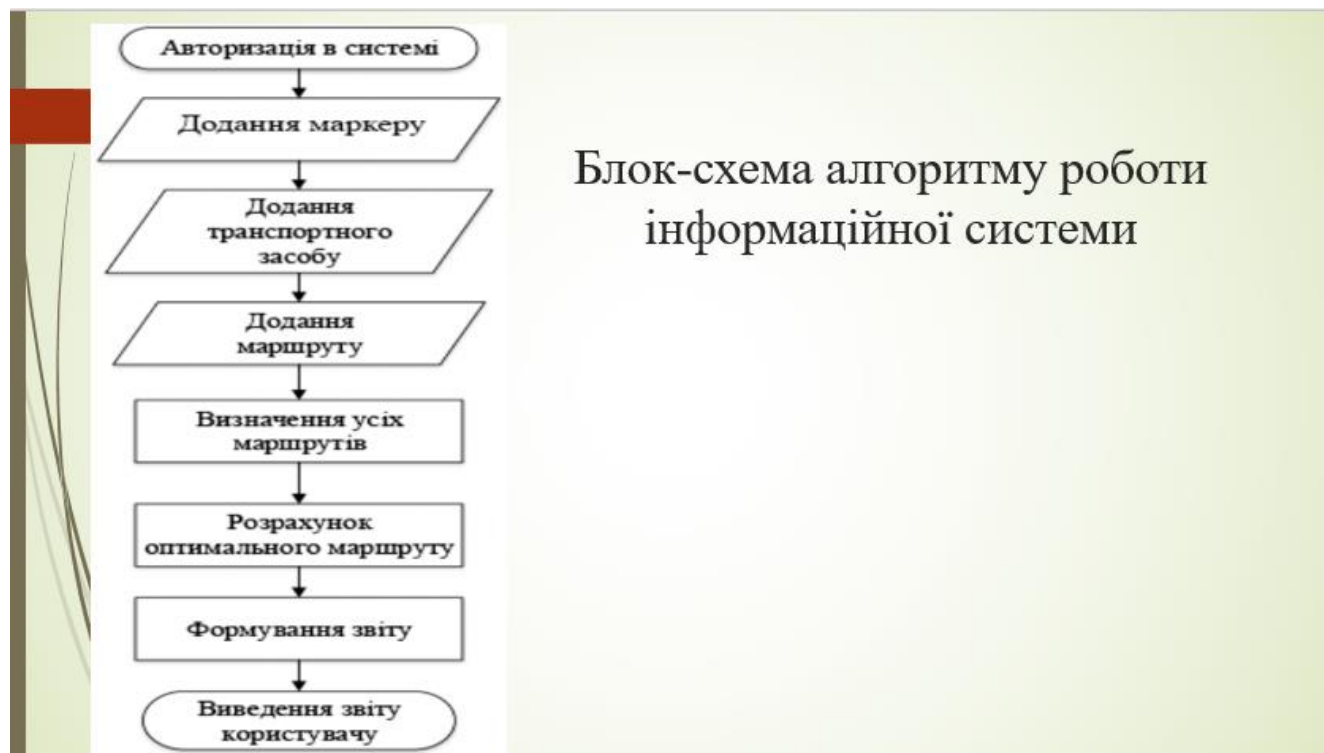 Авторизація в системі
Додання маркеру
Додання
транспортного
засобу
Додання
маршруту
Визначення усіх
маршрутів
Розрахунок
оптимального маршруту
Формування звіту
Виведення звіту
користувачу
Блок-схема алгоритму роботи
інформаційної системи